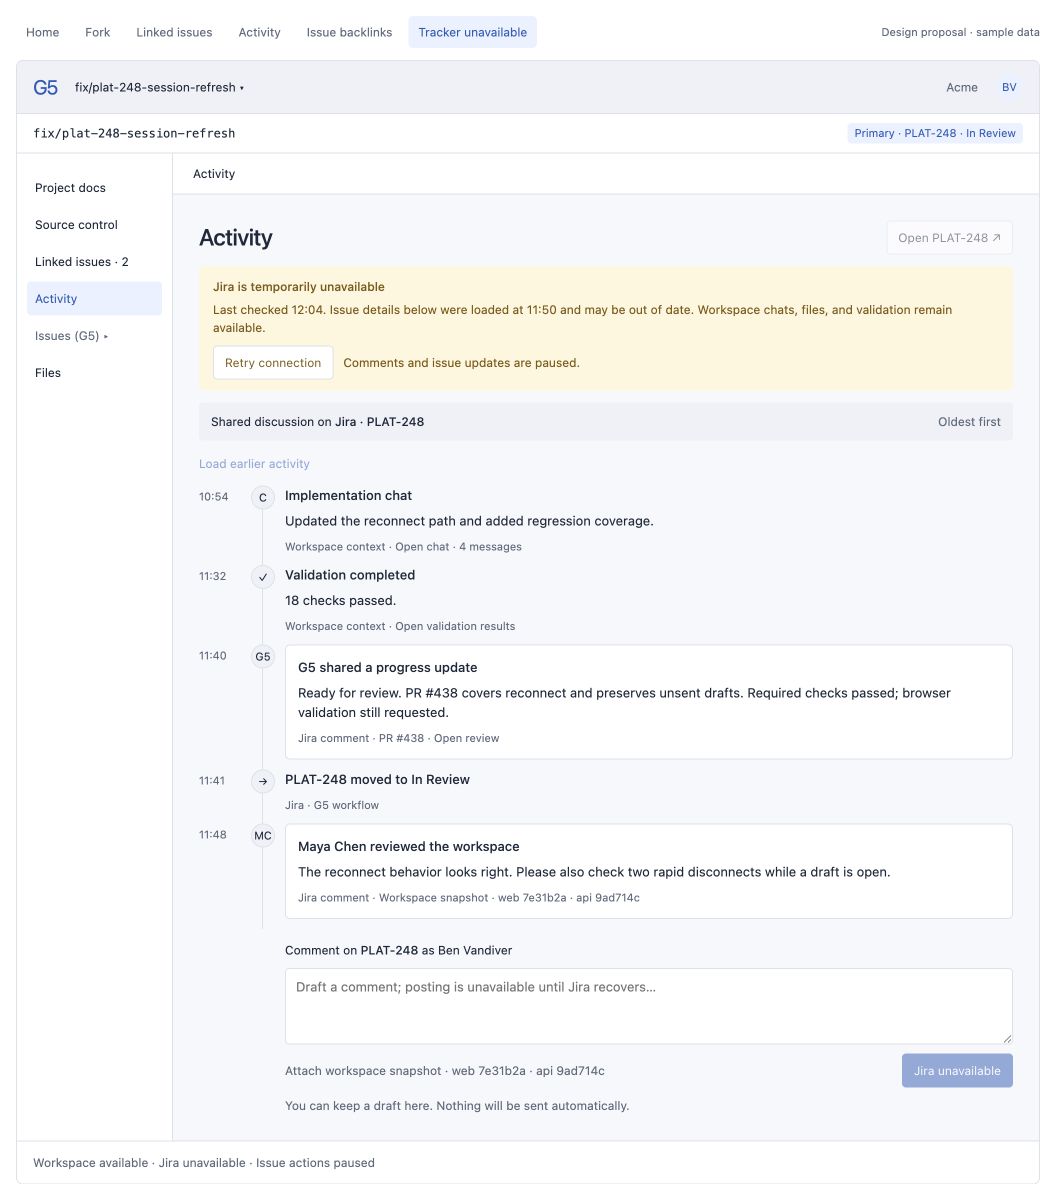 Home Fork Linked issues Activity Issue backlinks Tracker unavailable Design proposal · sample data
G5 fix/plat-248-session-refresh ▾ Acme BV
fix/plat-248-session-refresh Primary · PLAT-248 · In Review
Project docs
Source control
Linked issues · 2
Activity
Issues (G5) ▸
Files
Activity
Activity Open PLAT-248 ↗
Jira is temporarily unavailable
Last checked 12:04. Issue details below were loaded at 11:50 and may be out of date. Workspace chats, files, and validation remain
available.
Retry connection Comments and issue updates are paused.
Shared discussion on Jira · PLAT-248 Oldest first
Load earlier activity
10:54 C Implementation chat
Updated the reconnect path and added regression coverage.
Workspace context · Open chat · 4 messages
11:32 ✓ Validation completed
18 checks passed.
Workspace context · Open validation results
11:40 G5 G5 shared a progress update
Ready for review. PR #438 covers reconnect and preserves unsent drafts. Required checks passed; browser
validation still requested.
Jira comment · PR #438 · Open review
11:41 → PLAT-248 moved to In Review
Jira · G5 workflow
11:48 MC Maya Chen reviewed the workspace
The reconnect behavior looks right. Please also check two rapid disconnects while a draft is open.
Jira comment · Workspace snapshot · web 7e31b2a · api 9ad714c
Comment on PLAT-248 as Ben Vandiver
Draft a comment; posting is unavailable until Jira recovers...
Attach workspace snapshot · web 7e31b2a · api 9ad714c Jira unavailable
You can keep a draft here. Nothing will be sent automatically.
Workspace available · Jira unavailable · Issue actions paused